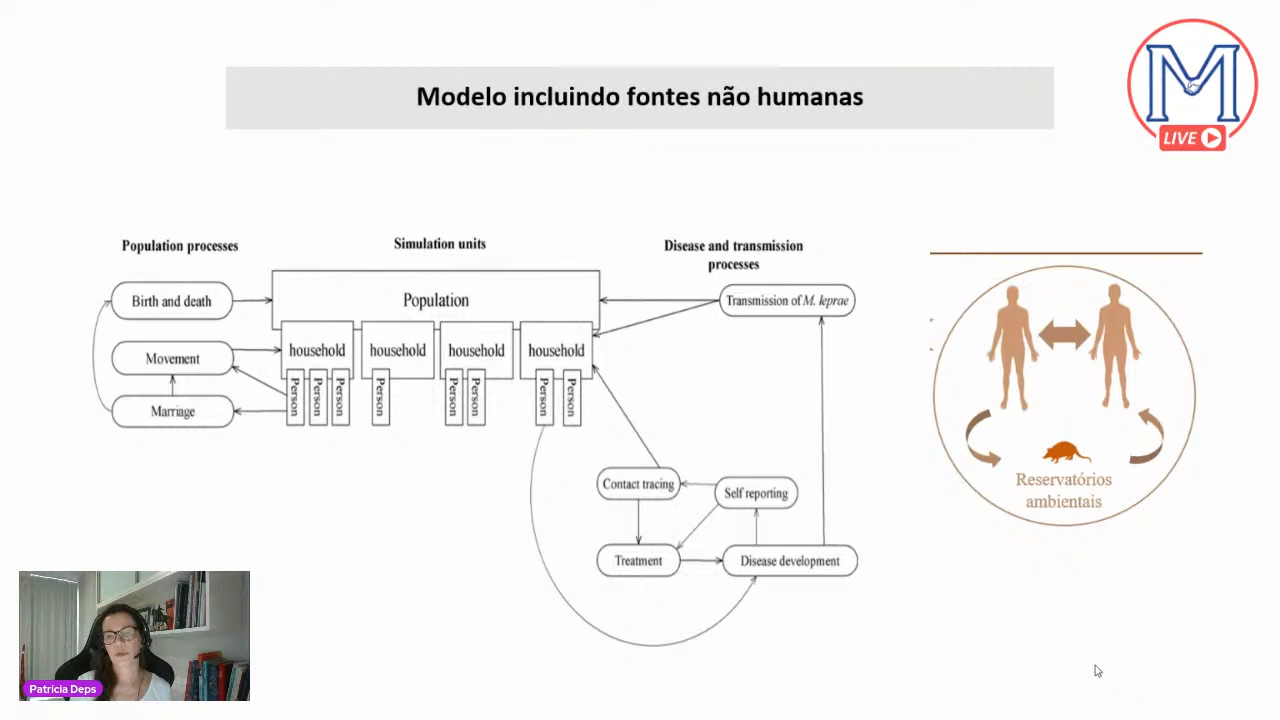 Modelo incluindo fontes não humanas
M
LIVE
Population processes
Simulation units
Disease and transmission
processes
Birth and death
Population
Transmission of M. leprae
Movement
household
household
household
household
Marriage
Person
Person
Person
Person
Person
Person
Person
Person
Contact tracing
Self reporting
Treatment
Disease development
Reservatórios
ambientais
Patrícia Deps